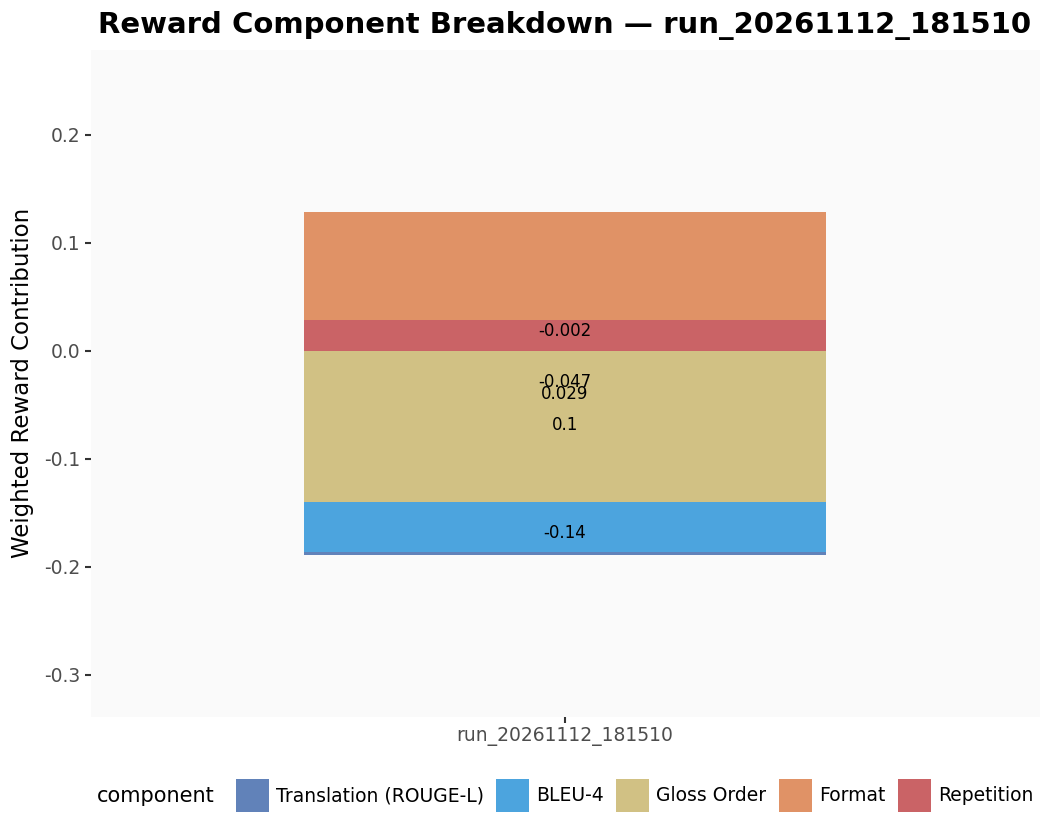 Reward Component Breakdown — run_20261112_181510
Weighted Reward Contribution
0.2
0.1
0.0
-0.1
-0.2
-0.3
-0.002
-0.047
0.029
0.1
-0.14
run_20261112_181510
component Translation (ROUGE-L) BLEU-4 Gloss Order Format Repetition